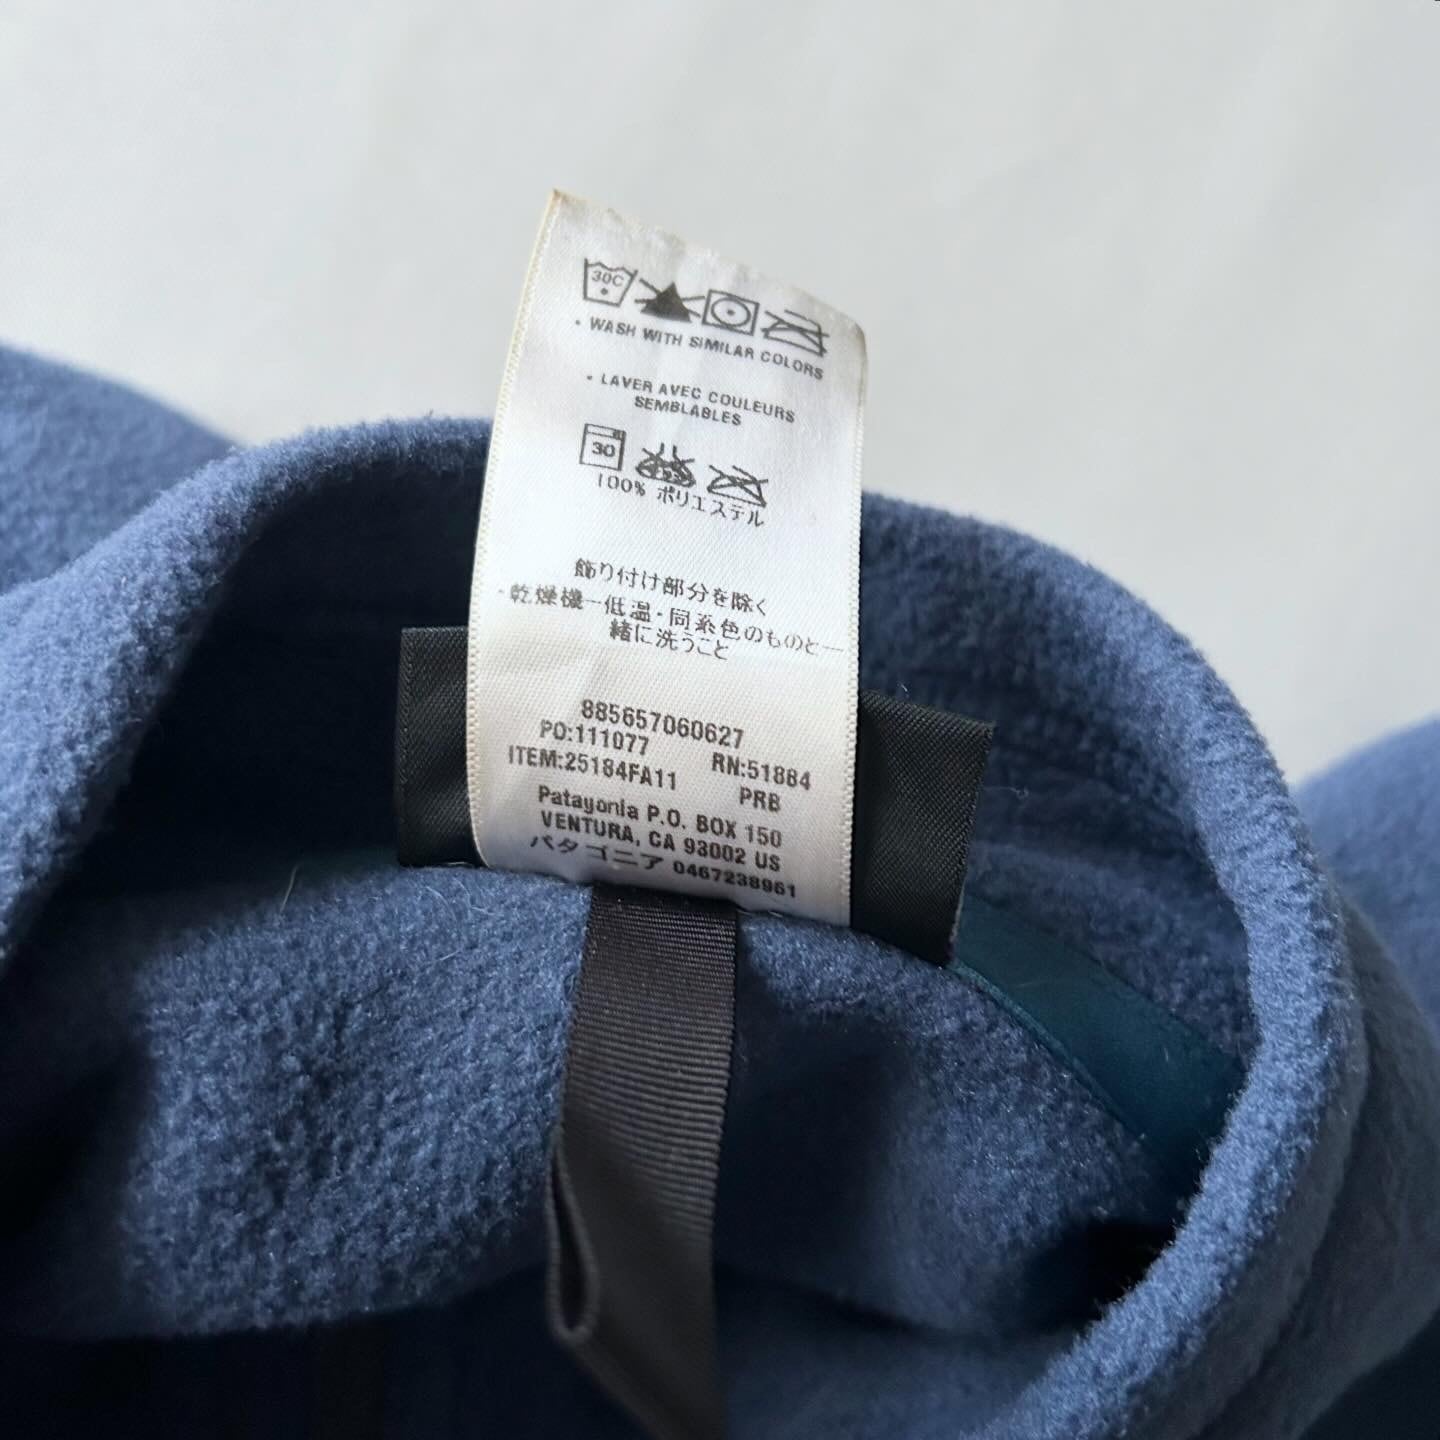 30C
• WASH WITH SIMILAR COLORS
• LAVER AVEC COULEURS
SEMBLABLES
30
100% ポリエステル
飾り付け部分を除く
・乾燥機－低温・同系色のものと一
緒に洗うこと
885657060627
PO:111077 RN:51884
ITEM:25184FA11 PRB
Patagonia P.O. BOX 150
VENTURA, CA 93002 US
パタゴニア 0467238961